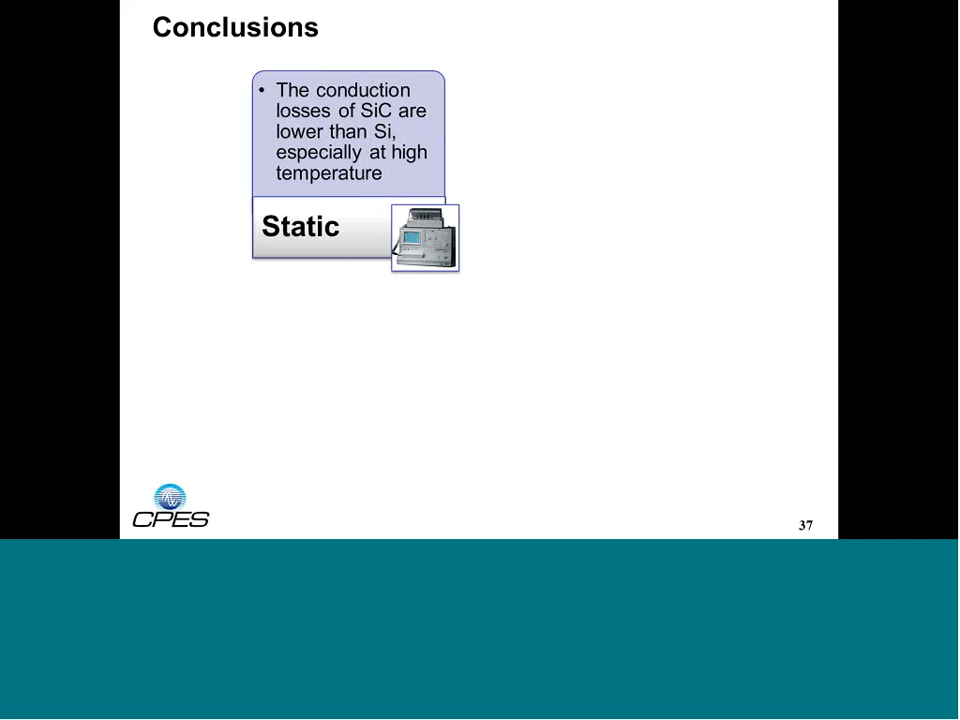 Conclusions
• The conduction
losses of SiC are
lower than Si,
especially at high
temperature
Static
CPES
37